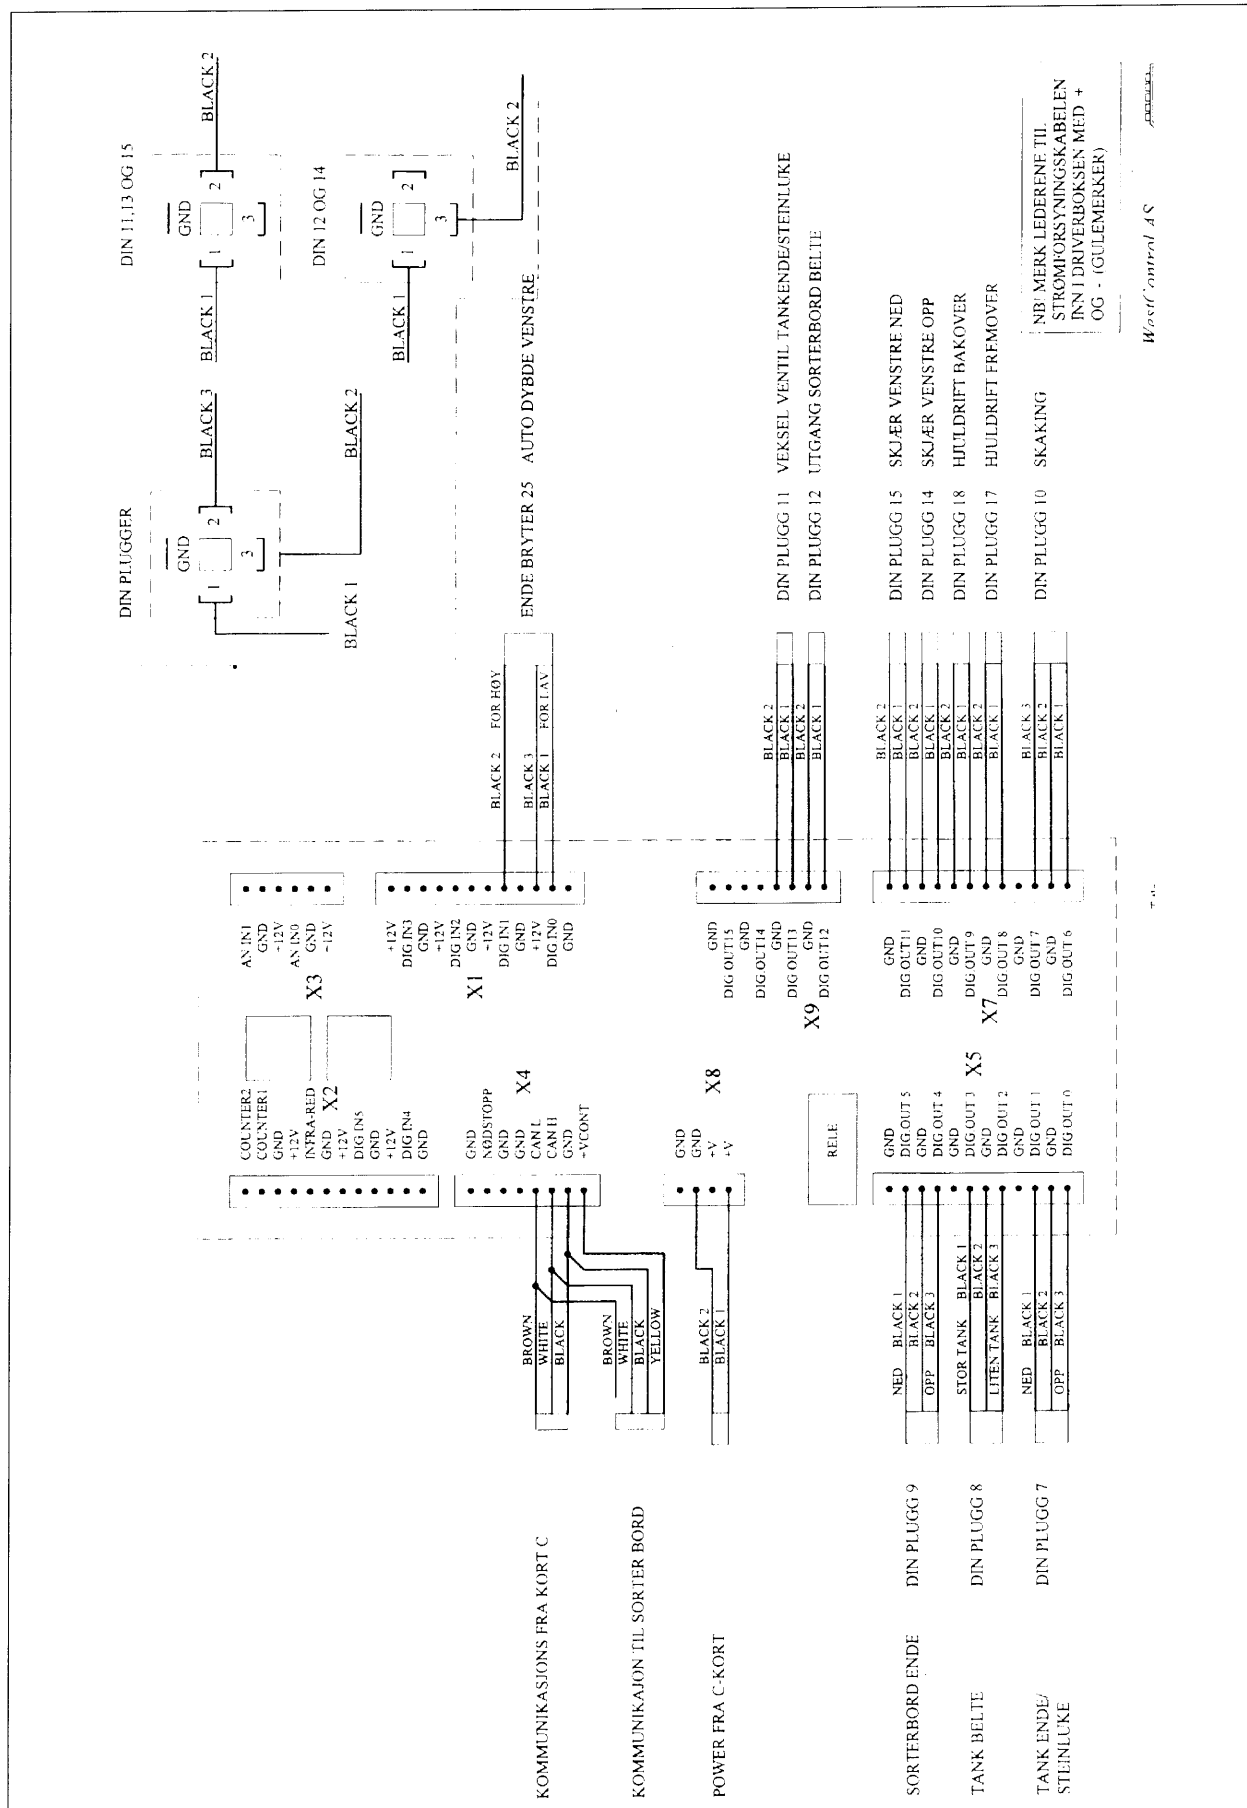 DIN PLUGGER
GND
1
2
3
BLACK 1
BLACK 3
BLACK 2
DIN 11,13 OG 15
GND
1
2
3
BLACK 1
BLACK 2
DIN 12 OG 14
GND
1
2
3
BLACK 1
BLACK 2
COUNTER2
COUNTER1
GND
+12V
INFRA-RED
GND
+12V
DIG IN5
GND
+12V
DIG IN4
GND
X2
AN IN1
GND
-12V
AN IN0
GND
-12V
X3
+12V
DIG IN3
GND
+12V
DIG IN2
GND
-12V
DIG IN1
GND
+12V
DIG IN0
GND
X1
BLACK 2
FOR HØY
BLACK 3
BLACK 1
FOR LAV
ENDE BRYTER 25
AUTO DYBDE VENSTRE
GND
NØDSTOPP
GND
GND
CAN L
CAN H
GND
+VCONT
X4
BROWN
WHITE
BLACK
KOMMUNIKASJONS FRA KORT C
BROWN
WHITE
BLACK
YELLOW
KOMMUNIKAJON TIL SORTER BORD
GND
GND
+V
+V
X8
BLACK 2
BLACK 1
POWER FRA C-KORT
RELE
GND
DIG OUT15
GND
DIG.OUT14
GND
DIG OUT13
GND
DIG OUT12
X9
BLACK 2
BLACK 1
BLACK 2
BLACK 1
DIN PLUGG 11 VEKSEL VENTIL TANKENDE/STEINLUKE
DIN PLUGG 12 UTGANG SORTERBORD BELTE
GND
DIG OUT 5
GND
DIG OUT 4
GND
DIG OUT 3
GND
DIG OUT 2
GND
DIG OUT 1
GND
DIG OUT 0
X5
NED BLACK 1
BLACK 2
OPP BLACK 3
SORTERBORD ENDE DIN PLUGG 9
STOR TANK BLACK 1
BLACK 2
LITEN TANK BLACK 3
TANK BELTE DIN PLUGG 8
NED BLACK 1
BLACK 2
OPP BLACK 3
TANK ENDE/ DIN PLUGG 7
STEINLUKE
GND
DIG OUT11
GND
DIG OUT10
GND
DIG OUT 9
GND
DIG OUT 8
GND
DIG OUT 7
GND
DIG OUT 6
X7
BLACK 2
BLACK 1
BLACK 2
BLACK 1
BLACK 2
BLACK 1
BLACK 2
BLACK 1
BLACK 3
BLACK 2
BLACK 1
DIN PLUGG 15 SKJÆR VENSTRE NED
DIN PLUGG 14 SKJÆR VENSTRE OPP
DIN PLUGG 18 HJULDRIFT BAKOVER
DIN PLUGG 17 HJULDRIFT FREMOVER
DIN PLUGG 10 SKAKING
NB! MERK LEDERENE TIL
STRØMFORSYNINGSKABELEN
INN I DRIVERBOKSEN MED +
OG - (GULEMERKER)
WestControl AS